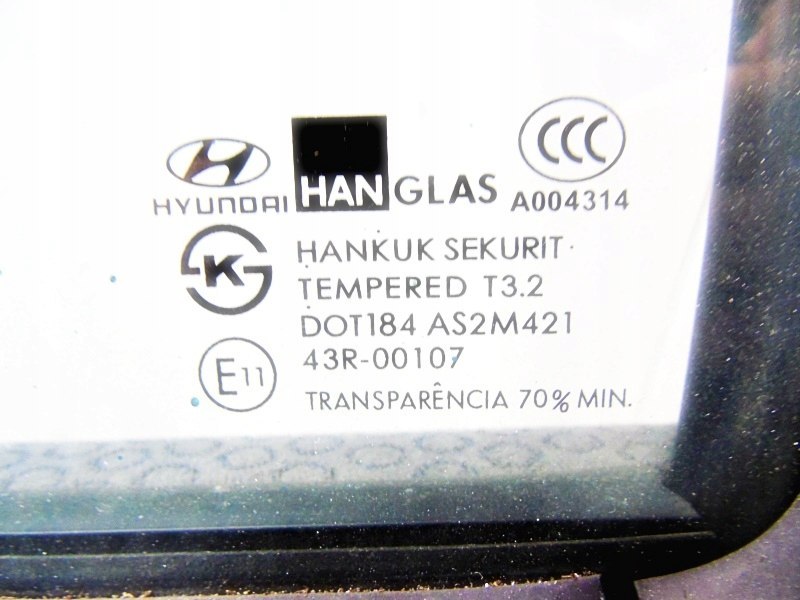 HYUNDAI
HANGLAS
CCC
A004314
K
HANKUK SEKURIT
TEMPERED T3.2
DOT184 AS2M421
E11
43R-00107
TRANSPARÊNCIA 70% MIN.